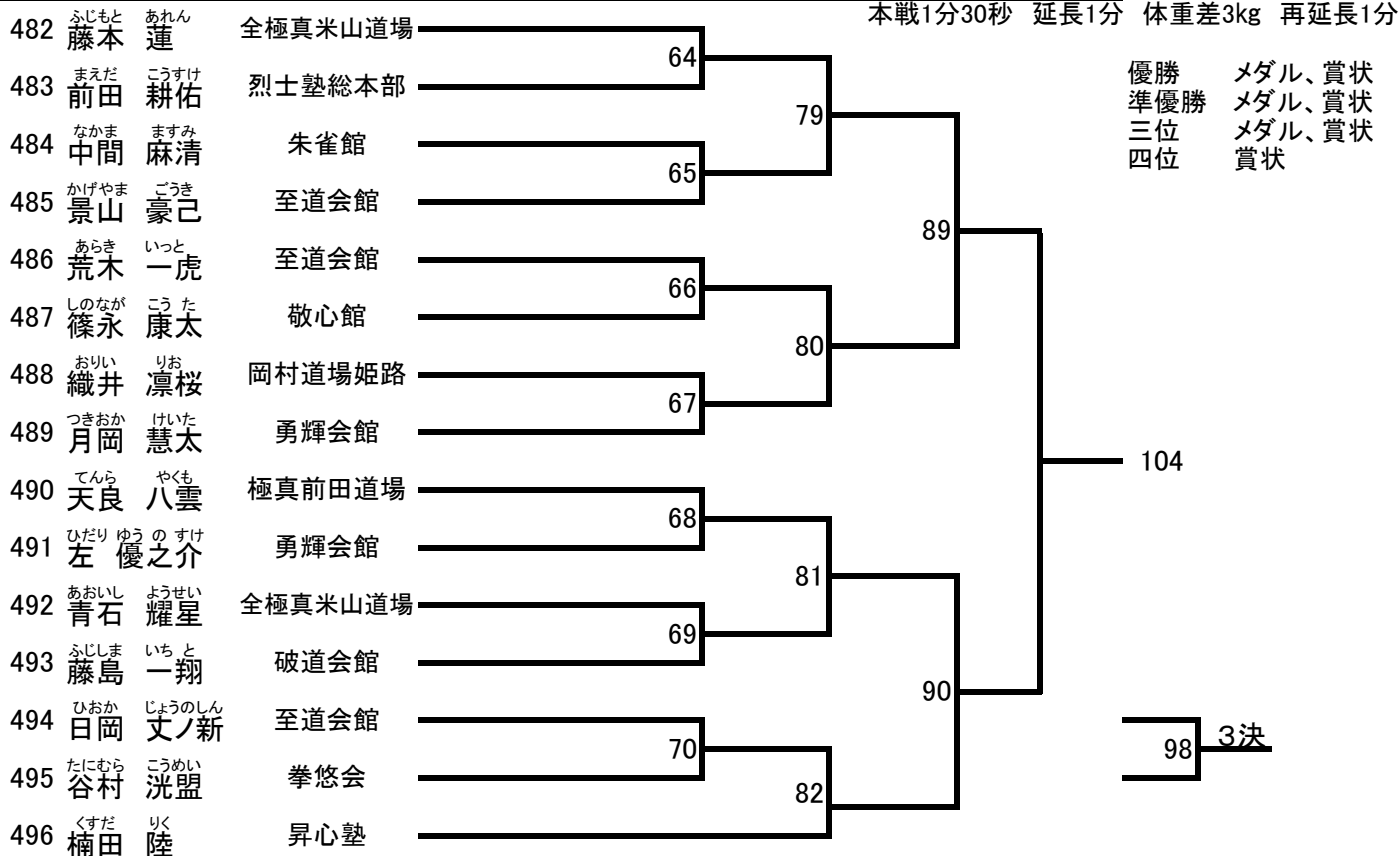 本戦1分30秒 延長1分 体重差3kg 再延長1分
優勝 メダル、賞状
準優勝 メダル、賞状
三位 メダル、賞状
四位 賞状
ふじもと あれん
482 藤本 蓮 全極真米山道場
64
まえだ こうすけ
483 前田 耕佑 烈士塾総本部
79
なかま ますみ
484 中間 麻清 朱雀館
65
かげやま ごうき
485 景山 豪己 至道会館
89
あらき いっと
486 荒木 一虎 至道会館
66
しのなが こう た
487 篠永 康太 敬心館
80
おりい りお
488 織井 凛桜 岡村道場姫路
67
つきおか けいた
489 月岡 慧太 勇輝会館
104
てんら やくも
490 天良 八雲 極真前田道場
68
ひだり ゆう の すけ
491 左 優之介 勇輝会館
81
あおいし ようせい
492 青石 耀星 全極真米山道場
69
ふじしま いち と
493 藤島 一翔 破道会館
90
ひおか じょうのしん
494 日岡 丈ノ新 至道会館
70
98 3決
たにむら こうめい
495 谷村 洸盟 拳悠会
82
くすだ りく
496 楠田 陸 昇心塾